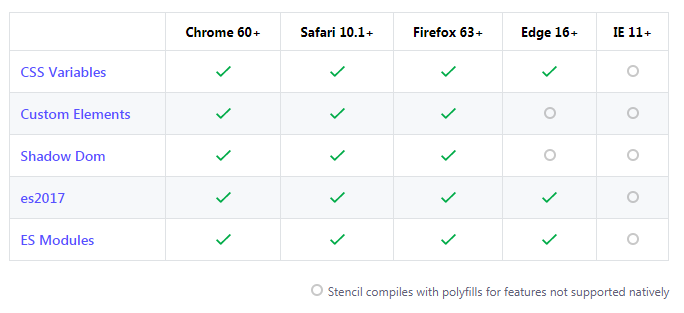 Chrome 60+ Safari 10.1+ Firefox 63+ Edge 16+ IE 11+
CSS Variables
Custom Elements
Shadow Dom
es2017
ES Modules
Stencil compiles with polyfills for features not supported natively